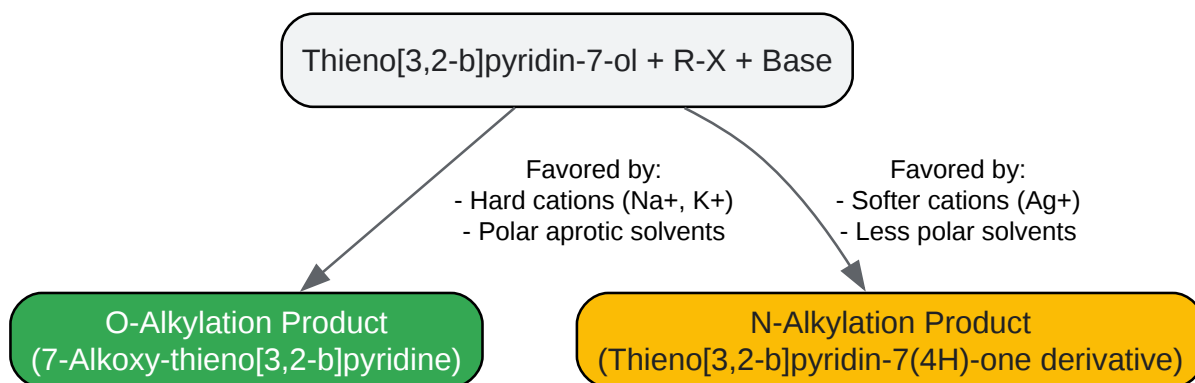 Thieno[3,2-b]pyridin-7-ol + R-X + Base
Favored by:
- Hard cations (Na+, K+)
- Polar aprotic solvents
Favored by:
- Softer cations (Ag+)
- Less polar solvents
O-Alkylation Product
(7-Alkoxy-thieno[3,2-b]pyridine)
N-Alkylation Product
(Thieno[3,2-b]pyridin-7(4H)-one derivative)